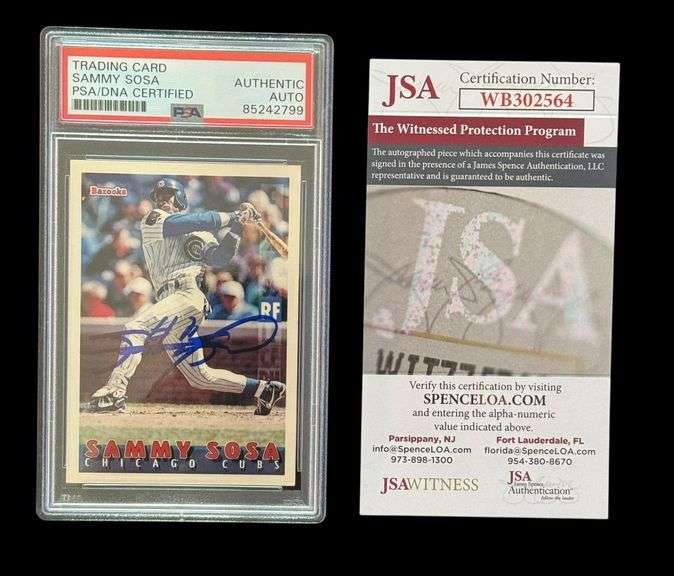 TRADING CARD
SAMMY SOSA
PSA/DNA CERTIFIED
AUTHENTIC
AUTO
85242799
PSA
Bazooka
RF
SAMMY SOSA
CHICAGO CUBS
JSA
Certification Number:
WB302564
The Witnessed Protection Program
The autographed piece which accompanies this certificate was
signed in the presence of a James Spence Authentication, LLC
representative and is guaranteed to be authentic.
JSA
Verify this certification by visiting
SPENCELOA.COM
and entering the alpha-numeric
value indicated above.
Parsippany, NJ
info@SpenceLOA.com
973-898-1300
Fort Lauderdale, FL
florida@SpenceLOA.com
954-380-8670
JSAWITNESS
JSA
James Spence
Authentication
follow the leader